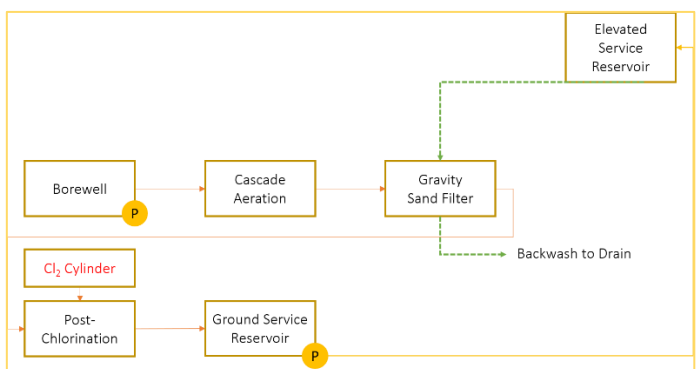 Elevated
Service
Reservoir
Borewell
P
Cascade
Aeration
Gravity
Sand Filter
Backwash to Drain
Cl₂ Cylinder
Post-
Chlorination
Ground Service
Reservoir
P